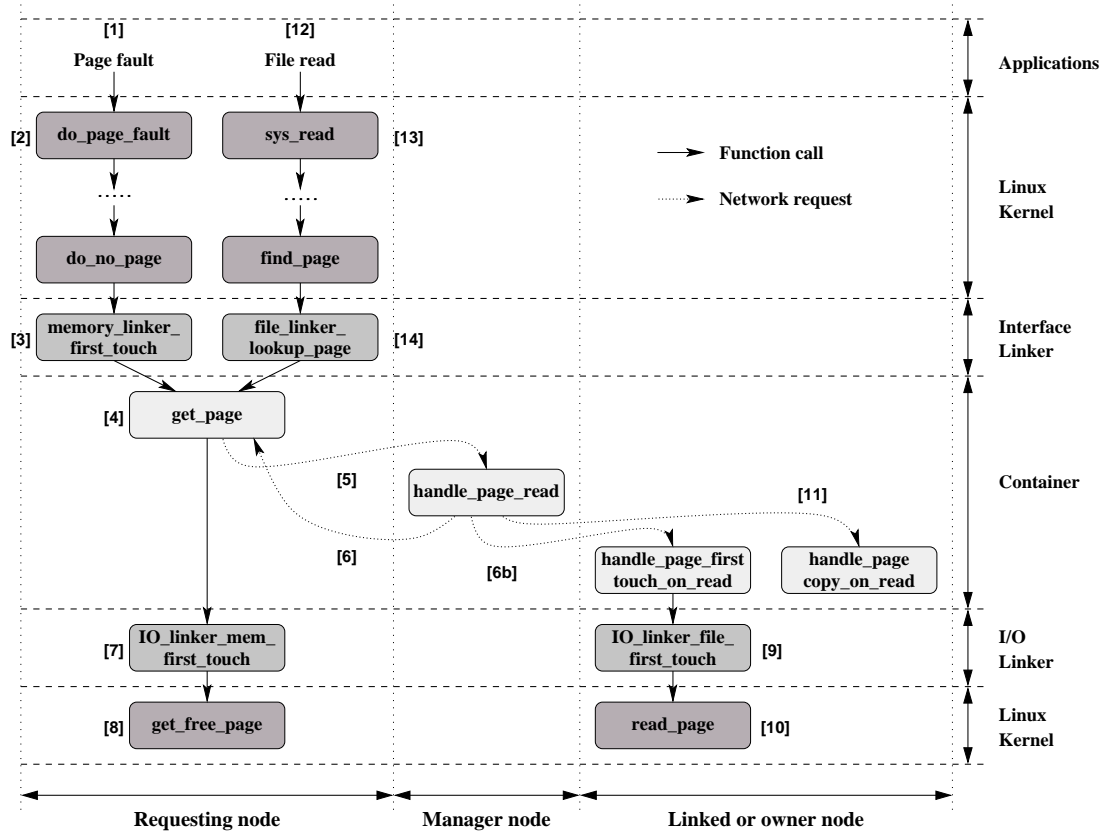 [1]
[12]
Page fault
File read
Applications
[2]
do_page_fault
sys_read
[13]
Function call
Network request
Linux
Kernel
do_no_page
find_page
[3]
memory_linker_
first_touch
file_linker_
lookup_page
[14]
Interface
Linker
[4]
get_page
[5]
handle_page_read
[11]
Container
[6]
[6b]
handle_page_first
touch_on_read
handle_page
copy_on_read
[7]
IO_linker_mem_
first_touch
IO_linker_file_
first_touch
[9]
I/O
Linker
[8]
get_free_page
read_page
[10]
Linux
Kernel
Requesting node
Manager node
Linked or owner node